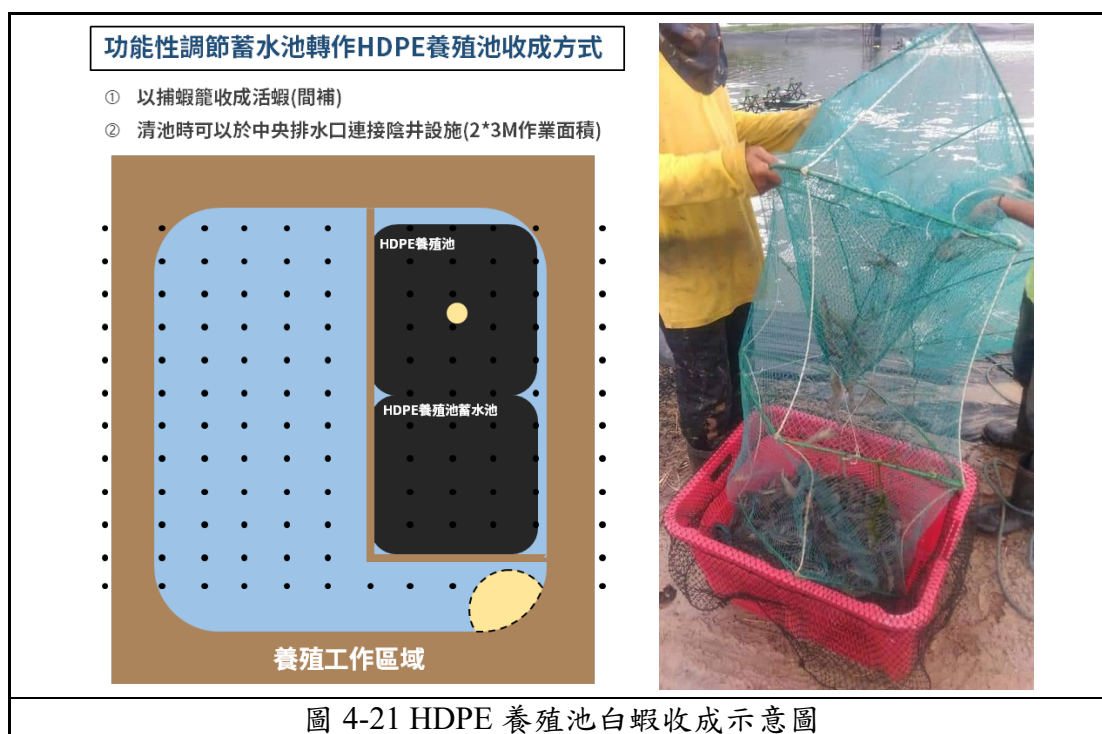 功能性調節蓄水池轉作HDPE養殖池收成方式
① 以捕蝦籠收成活蝦(間補)
② 清池時可以於中央排水口連接陰井設施(2*3M作業面積)
HDPE養殖池
HDPE養殖池蓄水池
養殖工作區域
圖 4-21 HDPE 養殖池白蝦收成示意圖